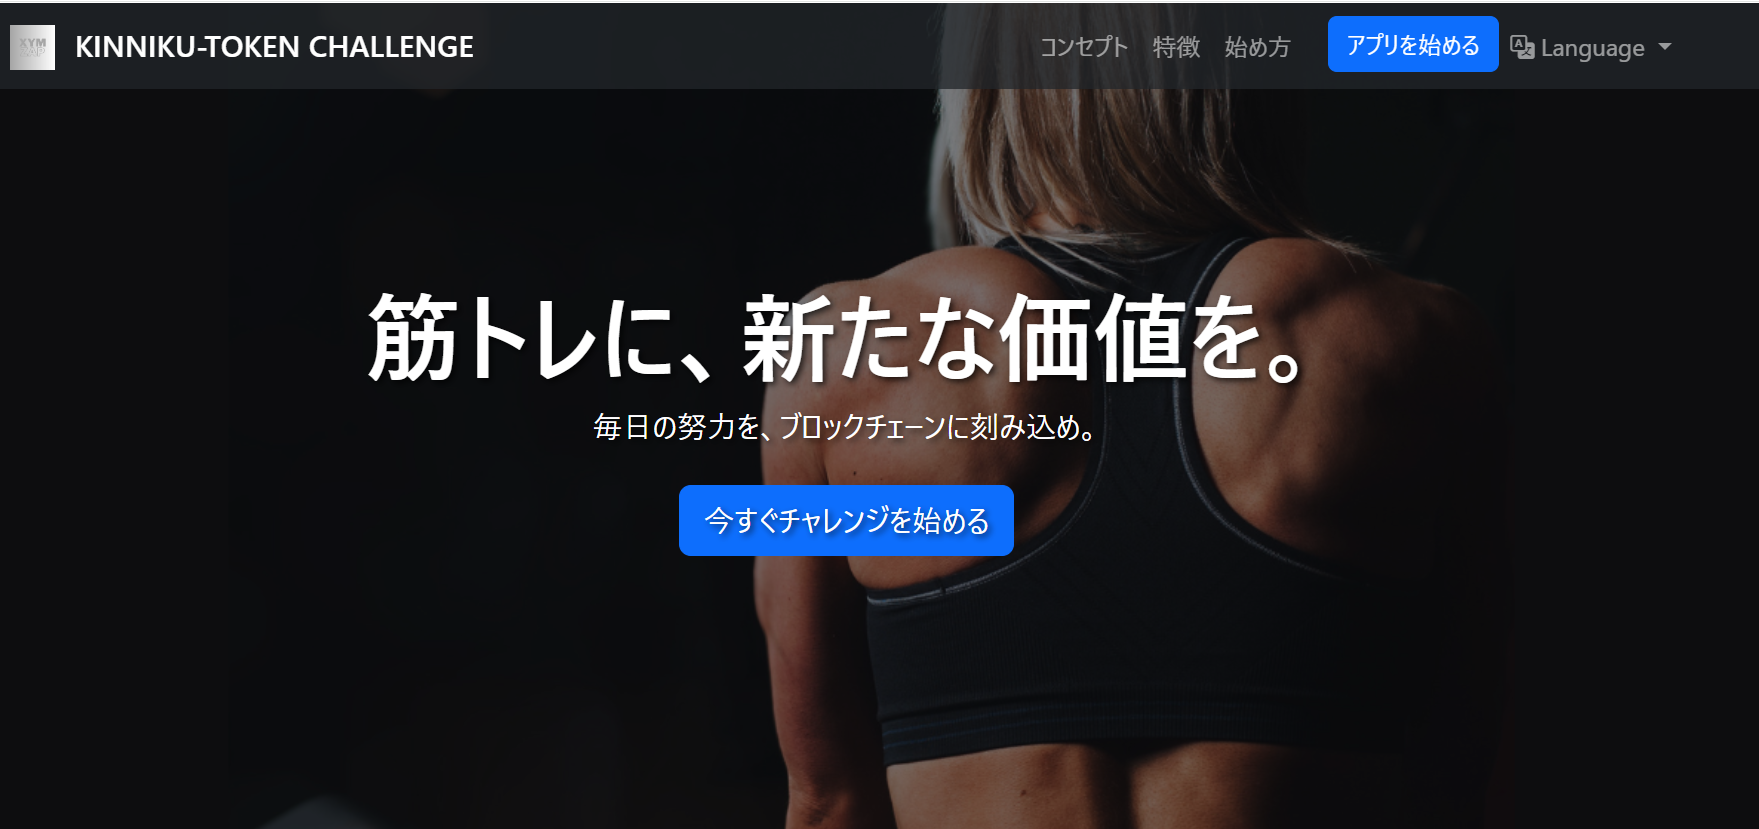 XYM
KINNIKU-TOKEN CHALLENGE
コンセプト 特徴 始め方 アプリを始める Language
筋トレに、新たな価値を。
毎日の努力を、ブロックチェーンに刻み込め。
今すぐチャレンジを始める